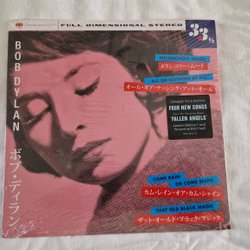 FULL DIMENSIONAL STEREO
33⅓
BOB DYLAN
ボブ・ディラン
MELANCHOLY MOOD
メランコリー・ムード
ALL OR NOTHING AT ALL
オール・オア・ナッシング・アット・オール
FOUR NEW SONGS
FALLEN ANGELS
COME RAIN
OR COME SHINE
カム・レイン・オア・カム・シャイン
THAT OLD BLACK MAGIC
ザット・オールド・ブラック・マジック